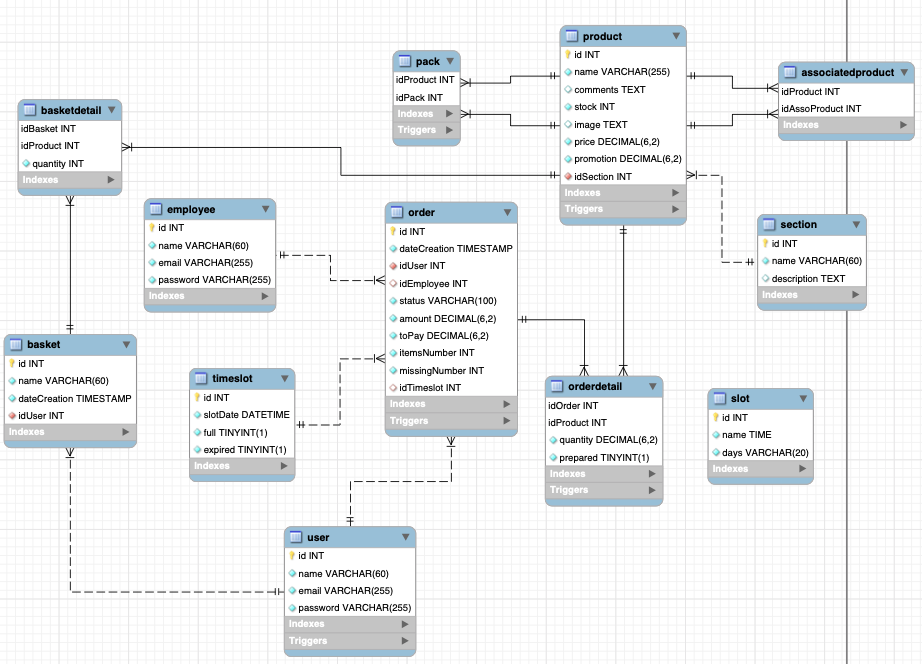 product
id INT
name VARCHAR(255)
comments TEXT
stock INT
image TEXT
price DECIMAL(6,2)
promotion DECIMAL(6,2)
idSection INT
Indexes
Triggers
pack
idProduct INT
idPack INT
Indexes
Triggers
associatedproduct
idProduct INT
idAssoProduct INT
Indexes
basketdetail
idBasket INT
idProduct INT
quantity INT
Indexes
employee
id INT
name VARCHAR(60)
email VARCHAR(255)
password VARCHAR(255)
Indexes
order
id INT
dateCreation TIMESTAMP
idUser INT
idEmployee INT
status VARCHAR(100)
amount DECIMAL(6,2)
toPay DECIMAL(6,2)
itemsNumber INT
missingNumber INT
idTimeslot INT
Indexes
Triggers
section
id INT
name VARCHAR(60)
description TEXT
Indexes
basket
id INT
name VARCHAR(60)
dateCreation TIMESTAMP
idUser INT
Indexes
timeslot
id INT
slotDate DATETIME
full TINYINT(1)
expired TINYINT(1)
Indexes
orderdetail
idOrder INT
idProduct INT
quantity DECIMAL(6,2)
prepared TINYINT(1)
Indexes
Triggers
slot
id INT
name TIME
days VARCHAR(20)
Indexes
user
id INT
name VARCHAR(60)
email VARCHAR(255)
password VARCHAR(255)
Indexes
Triggers